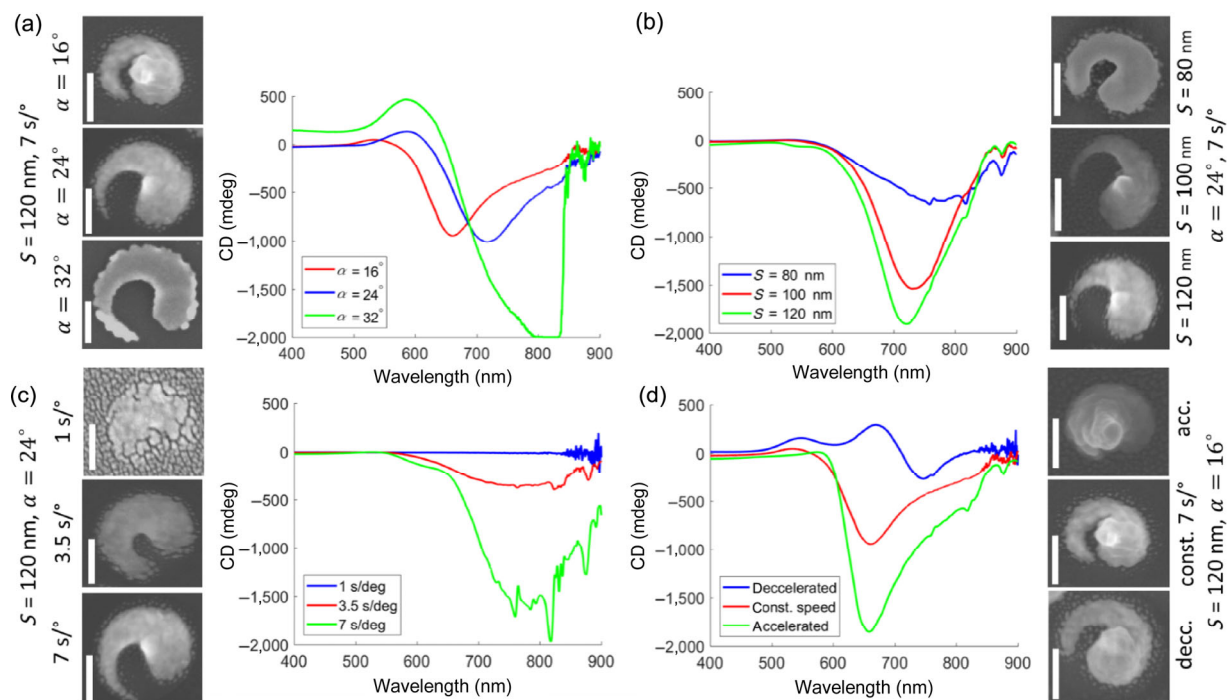 (a)
S = 120 nm, 7 s/°
α = 16°
α = 24°
α = 32°
CD (mdeg)
500
0
−500
−1,000
−1,500
−2,000
α = 16°
α = 24°
α = 32°
400 500 600 700 800 900
Wavelength (nm)
(b)
CD (mdeg)
500
0
−500
−1,000
−1,500
−2,000
S = 80 nm
S = 100 nm
S = 120 nm
400 500 600 700 800 900
Wavelength (nm)
S = 80 nm
S = 100 nm
S = 120 nm
α = 24°, 7 s/°
(c)
S = 120 nm, α = 24°
1 s/°
3.5 s/°
7 s/°
CD (mdeg)
500
0
−500
−1,000
−1,500
−2,000
1 s/deg
3.5 s/deg
7 s/deg
400 500 600 700 800 900
Wavelength (nm)
(d)
CD (mdeg)
500
0
−500
−1,000
−1,500
−2,000
Deccelerated
Const. speed
Accelerated
400 500 600 700 800 900
Wavelength (nm)
acc.
const. 7 s/°
decc.
S = 120 nm, α = 16°